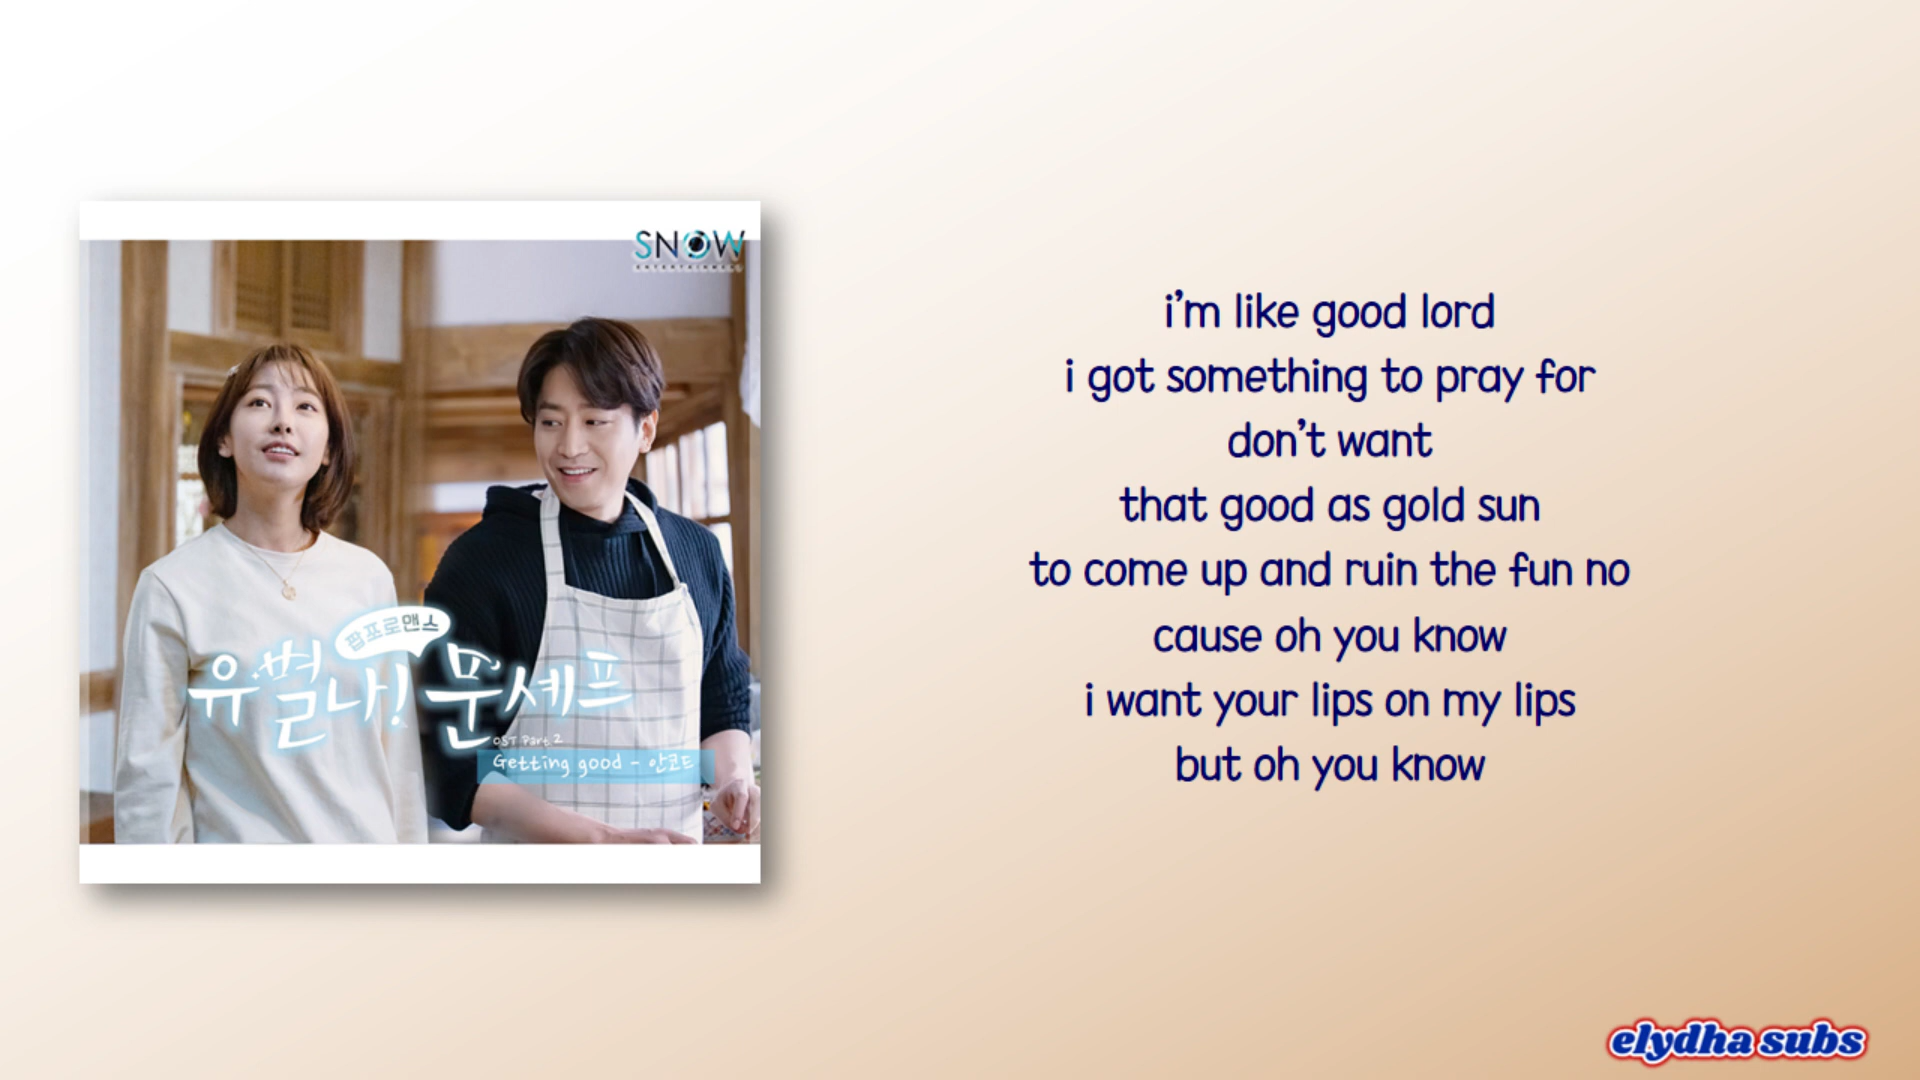 SNOW
ENTERTAINMENT
팝쪼로맨스
유별나! 문셰프
OST Part.2
Getting good - 안코드
i'm like good lord
i got something to pray for
don't want
that good as gold sun
to come up and ruin the fun no
cause oh you know
i want your lips on my lips
but oh you know
elydha subs